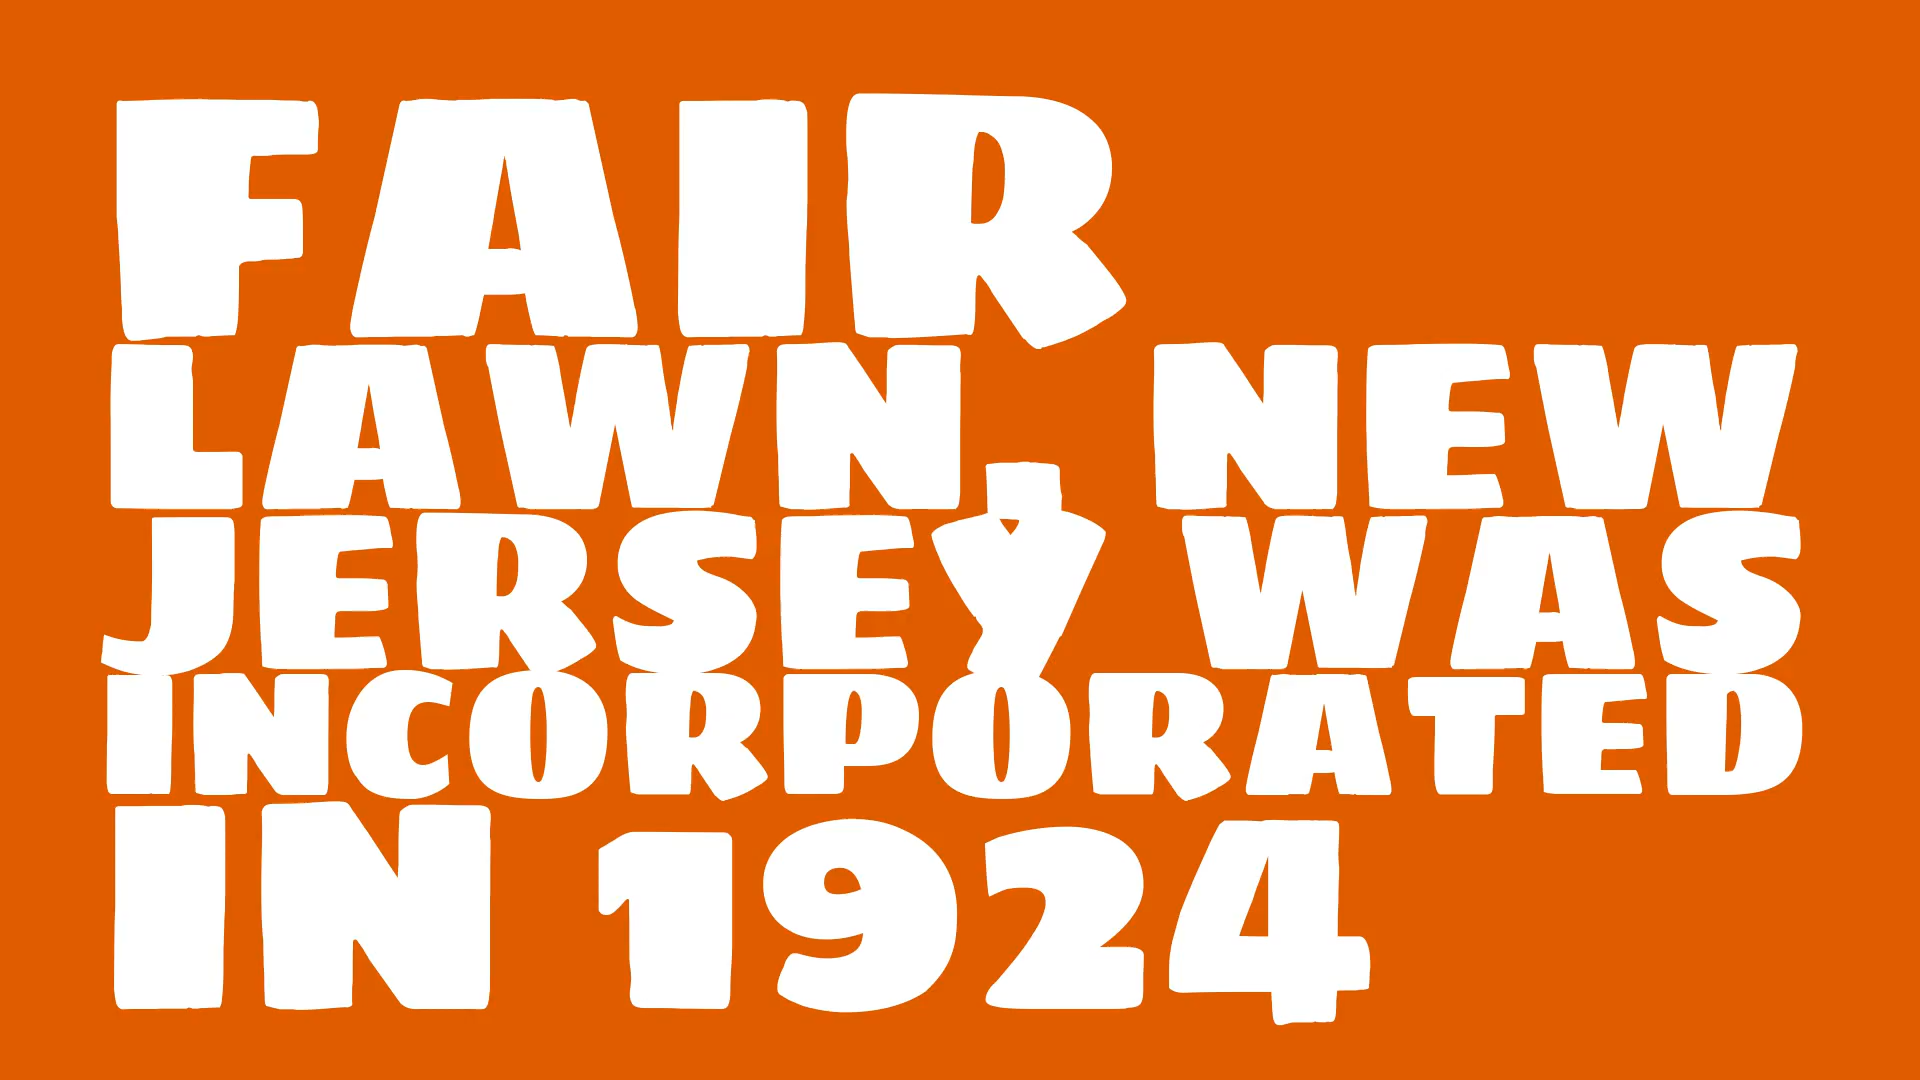 FAIR
LAWN, NEW
JERSEY WAS
INCORPORATED
IN 1924